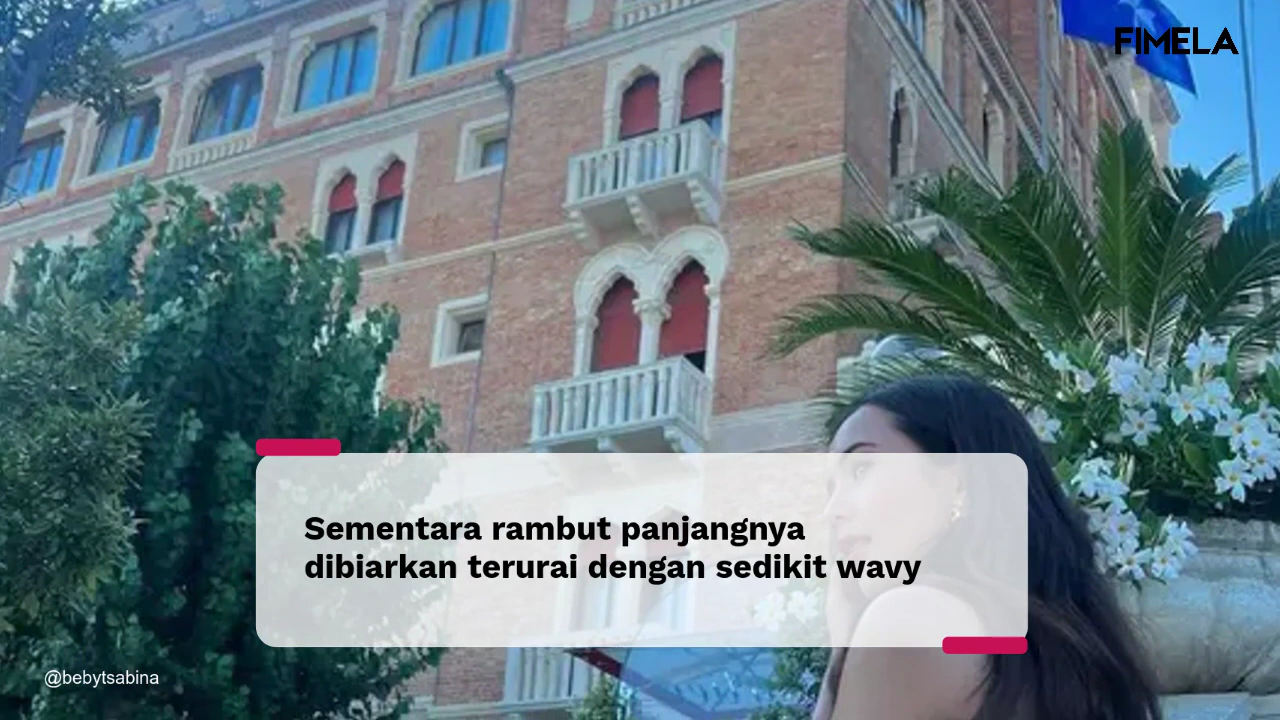 FIMELA
Sementara rambut panjangnya
dibiarkan terurai dengan sedikit wavy
@bebytsabina